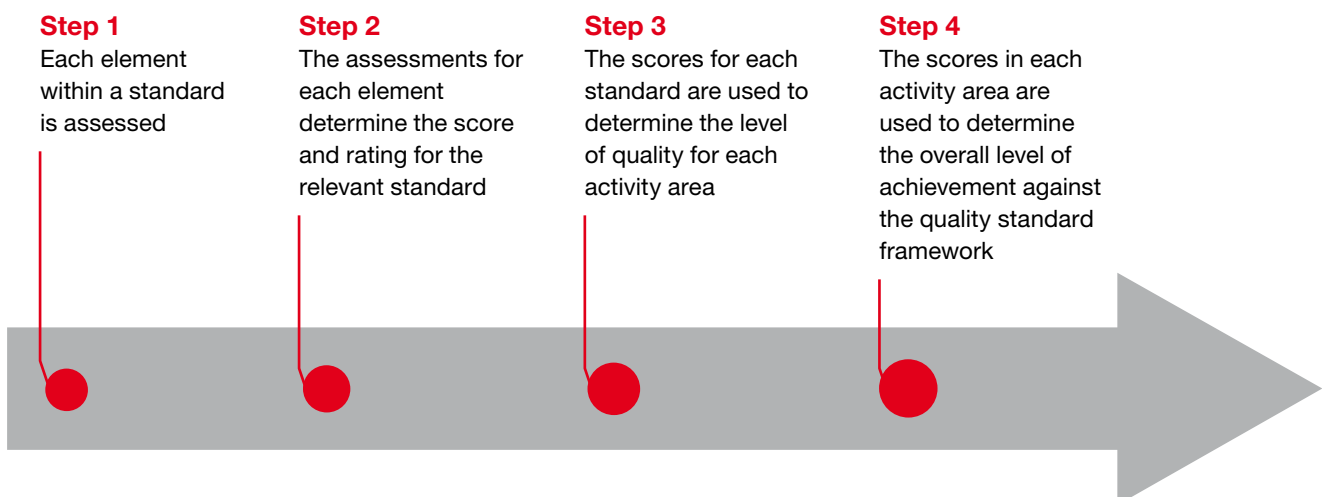 Step 1
Each element
within a standard
is assessed
Step 2
The assessments for
each element
determine the score
and rating for the
relevant standard
Step 3
The scores for each
standard are used to
determine the level
of quality for each
activity area
Step 4
The scores in each
activity area are
used to determine
the overall level of
achievement against
the quality standard
framework